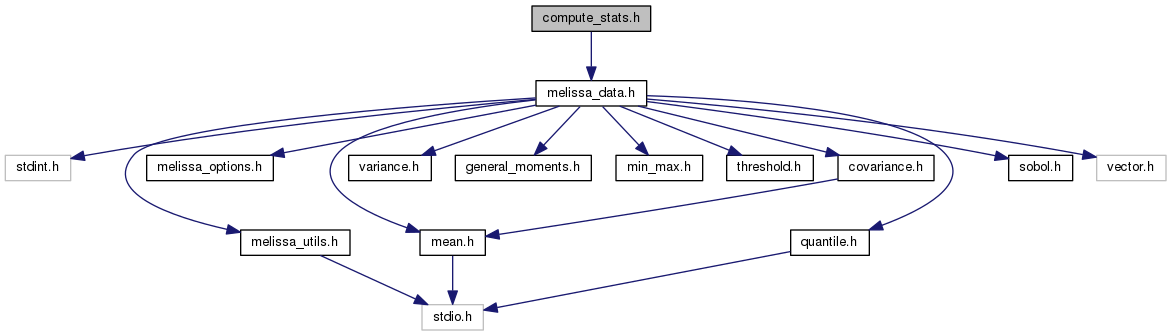 compute_stats.h
melissa_data.h
stdint.h
melissa_options.h
variance.h
general_moments.h
min_max.h
threshold.h
covariance.h
sobol.h
vector.h
melissa_utils.h
mean.h
quantile.h
stdio.h